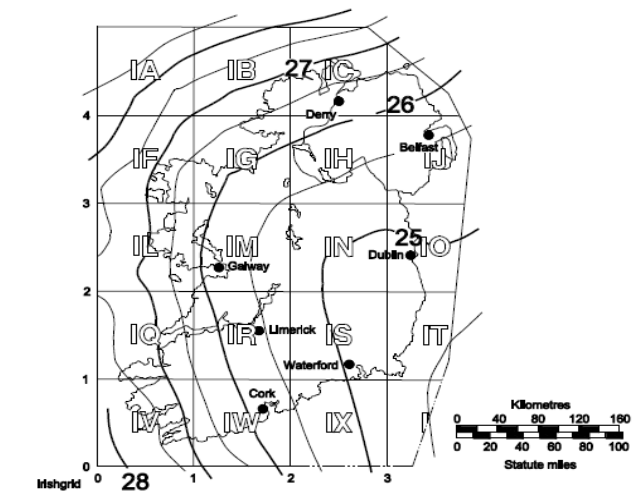 IA IB 27 IC
4
Derry 26
Belfast
IF IG IH IJ
3
25
IL IM IN IO
Dublin
Galway
2
IQ IR Limerick IS IT
Waterford
1
Cork
IV IW IX I
Kilometres
0 40 80 120 160
0 20 40 60 80 100
Statute miles
0
Irishgrid 0 28 1 2 3